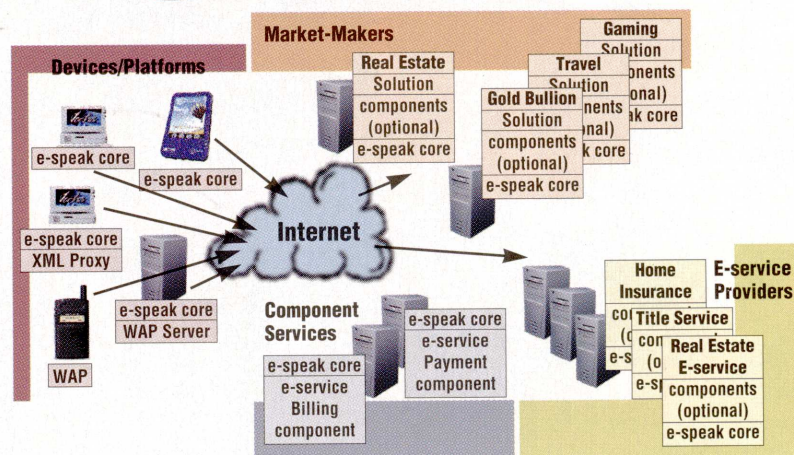 Market-Makers
Devices/Platforms
e-speak core
e-speak core
e-speak core
XML Proxy
e-speak core
WAP Server
WAP
Internet
Real Estate
Solution
components
(optional)
e-speak core
Gold Bullion
Solution
components
(optional)
e-speak core
Travel
Solution
core
Gaming
Solution
core
Component
Services
e-speak core
e-service
Billing
component
e-speak core
e-service
Payment
component
E-service
Providers
Home
Insurance
Title Service
Real Estate
E-service
components
(optional)
e-speak core